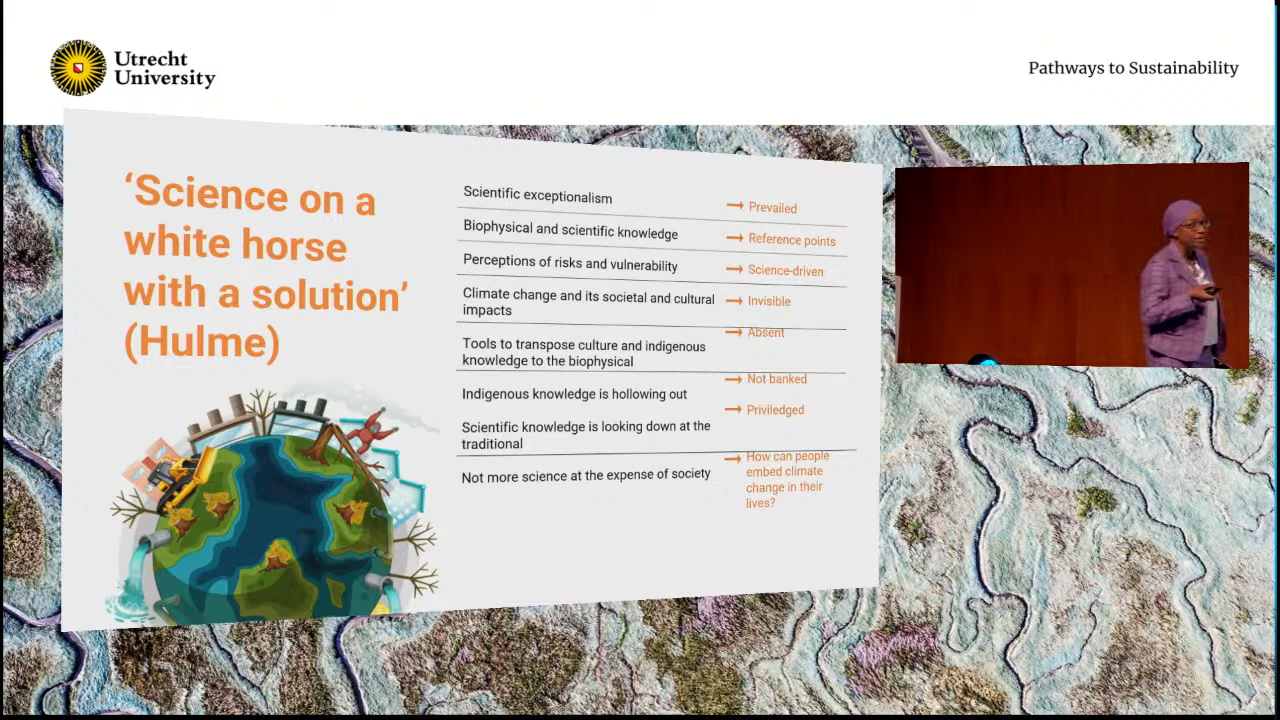 Utrecht
University
Pathways to Sustainability
‘Science on a
white horse
with a solution’
(Hulme)
Scientific exceptionalism
→ Prevailed
Biophysical and scientific knowledge
→ Reference points
Perceptions of risks and vulnerability
→ Science-driven
Climate change and its societal and cultural
impacts
→ Invisible
→ Absent
Tools to transpose culture and indigenous
knowledge to the biophysical
→ Not banked
Indigenous knowledge is hollowing out
→ Priviledged
Scientific knowledge is looking down at the
traditional
Not more science at the expense of society
→ How can people
embed climate
change in their
lives?